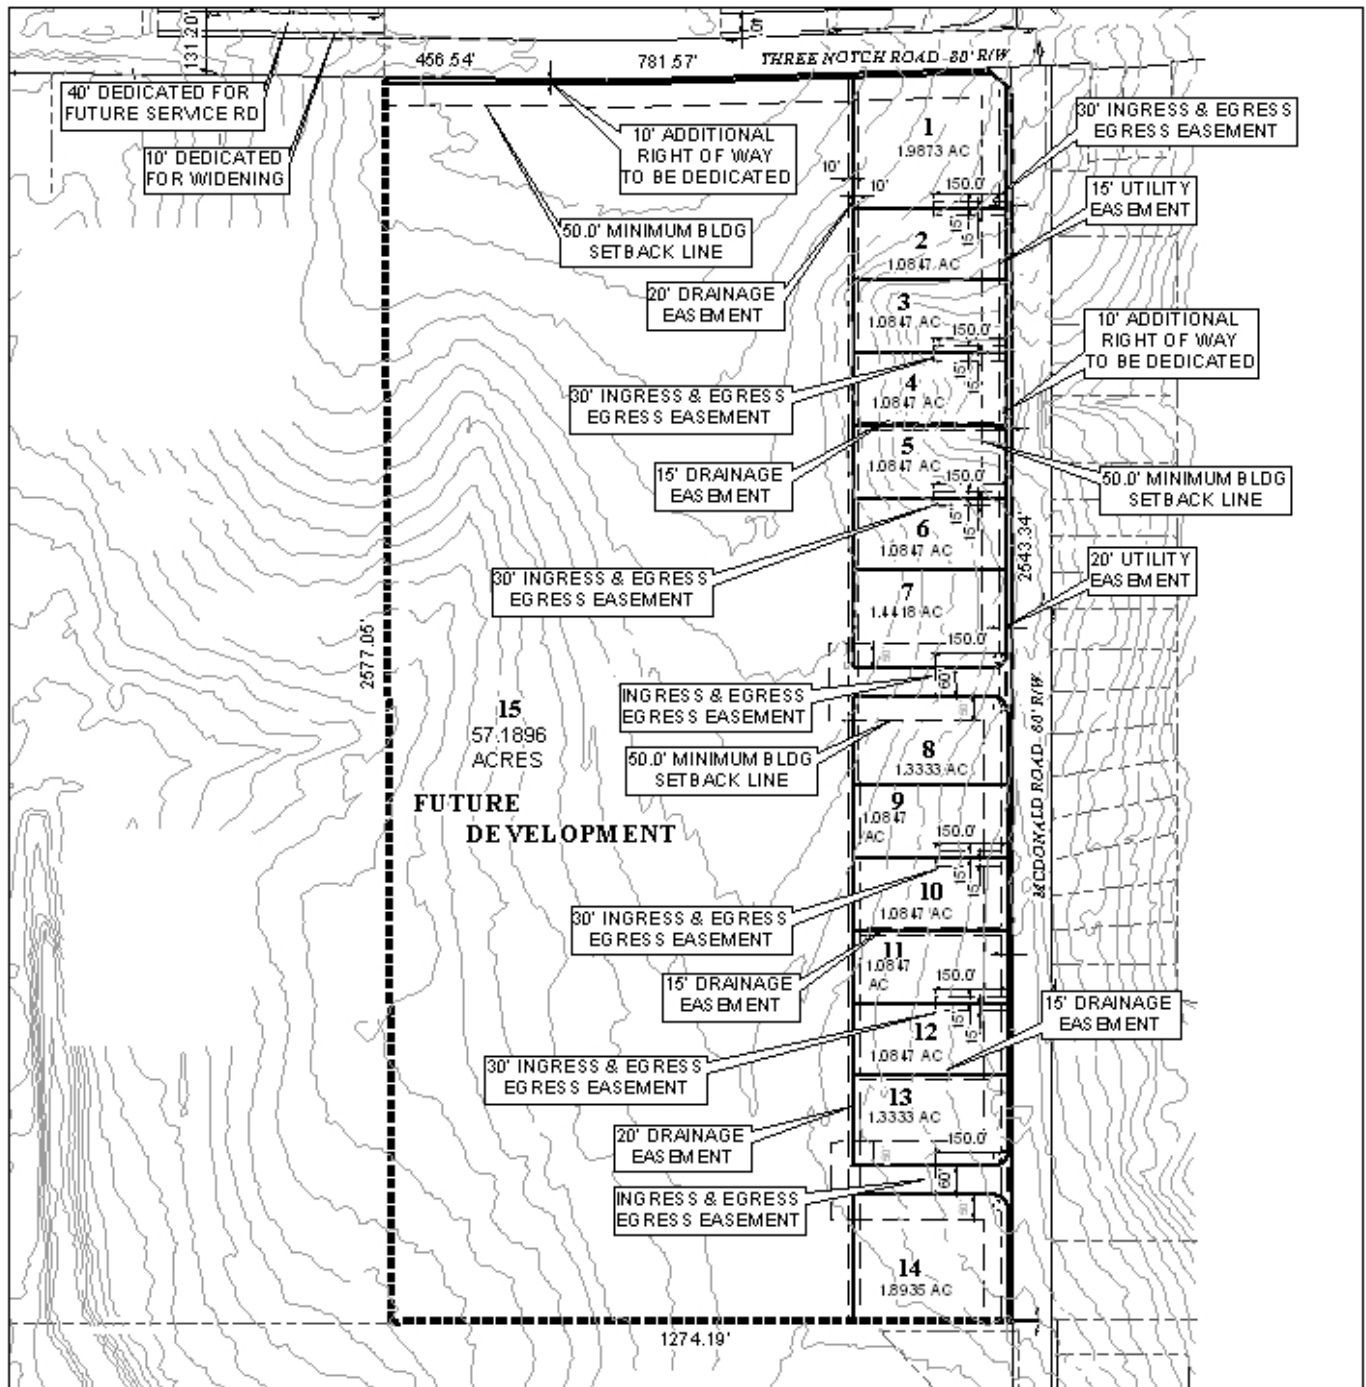 131.20'
456.54'
781.57'
THREE NOTCH ROAD-80' R/W
40' DEDICATED FOR
FUTURE SERVICE RD
10' DEDICATED
FOR WIDENING
10' ADDITIONAL
RIGHT OF WAY
TO BE DEDICATED
50.0' MINIMUM BLDG
SETBACK LINE
20' DRAINAGE
EASEMENT
10'
10'
1
1.9873 AC
150.0'
15'
15'
30' INGRESS & EGRESS
EGRESS EASEMENT
15' UTILITY
EASEMENT
2
1.0847 AC
3
1.0847 AC
150.0'
15'
15'
10' ADDITIONAL
RIGHT OF WAY
TO BE DEDICATED
30' INGRESS & EGRESS
EGRESS EASEMENT
4
1.0847 AC
15' DRAINAGE
EASEMENT
5
1.0847 AC
150.0'
15'
15'
50.0' MINIMUM BLDG
SETBACK LINE
6
1.0847 AC
2543.34'
20' UTILITY
EASEMENT
30' INGRESS & EGRESS
EGRESS EASEMENT
7
1.4418 AC
150.0'
60'
2577.05'
INGRESS & EGRESS
EGRESS EASEMENT
50.0' MINIMUM BLDG
SETBACK LINE
15
57.1896
ACRES
FUTURE
DEVELOPMENT
8
1.3333 AC
MCDONALD ROAD-80' R/W
9
1.0847
AC
150.0'
15'
15'
10
1.0847 AC
30' INGRESS & EGRESS
EGRESS EASEMENT
11
1.0847
AC
150.0'
15'
15'
15' DRAINAGE
EASEMENT
15' DRAINAGE
EASEMENT
12
1.0847 AC
30' INGRESS & EGRESS
EGRESS EASEMENT
13
1.3333 AC
150.0'
60'
20' DRAINAGE
EASEMENT
INGRESS & EGRESS
EGRESS EASEMENT
14
1.8935 AC
1274.19'